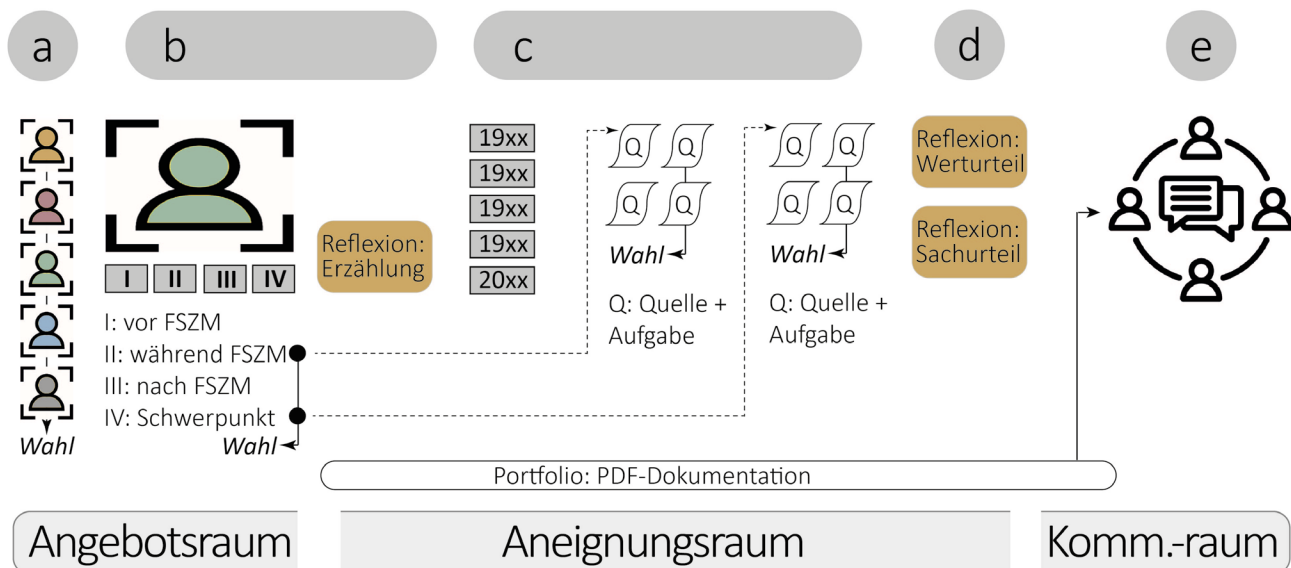 a
b
c
d
e
Wahl
I
II
III
IV
I: vor FSZM
II: während FSZM
III: nach FSZM
IV: Schwerpunkt
Wahl
Reflexion:
Erzählung
19xx
19xx
19xx
19xx
20xx
Q
Q
Q
Q
Wahl
Q: Quelle +
Aufgabe
Q
Q
Q
Q
Wahl
Q: Quelle +
Aufgabe
Reflexion:
Werturteil
Reflexion:
Sachurteil
Portfolio: PDF-Dokumentation
Angebotsraum
Aneignungsraum
Komm.-raum